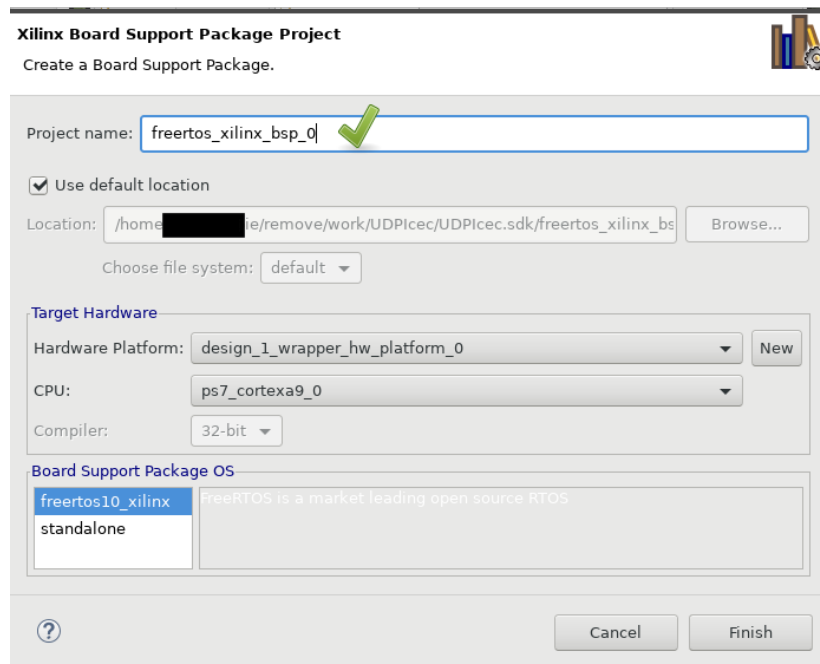 Xilinx Board Support Package Project
Create a Board Support Package.
Project name: freertos_xilinx_bsp_0
Use default location
Location: /home ie/remove/work/UDPIcec/UDPIcec.sdk/freertos_xilinx_bs Browse...
Choose file system: default
Target Hardware
Hardware Platform: design_1_wrapper_hw_platform_0 New
CPU: ps7_cortexa9_0
Compiler: 32-bit
Board Support Package OS
freertos10_xilinx FreeRTOS is a market leading open source RTOS
standalone
? Cancel Finish